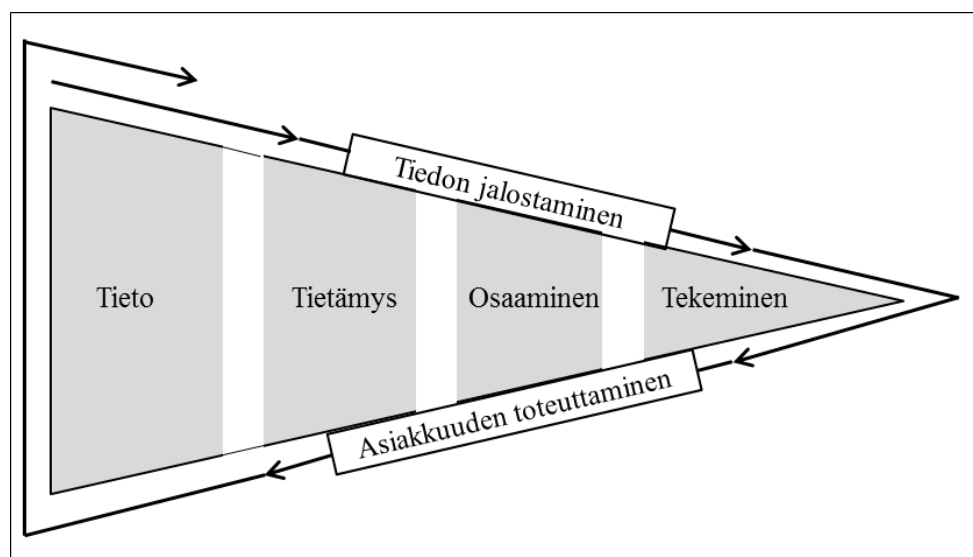 Tiedon jalostaminen
Tieto
Tietämys
Osaaminen
Tekeminen
Asiakkuuden toteuttaminen